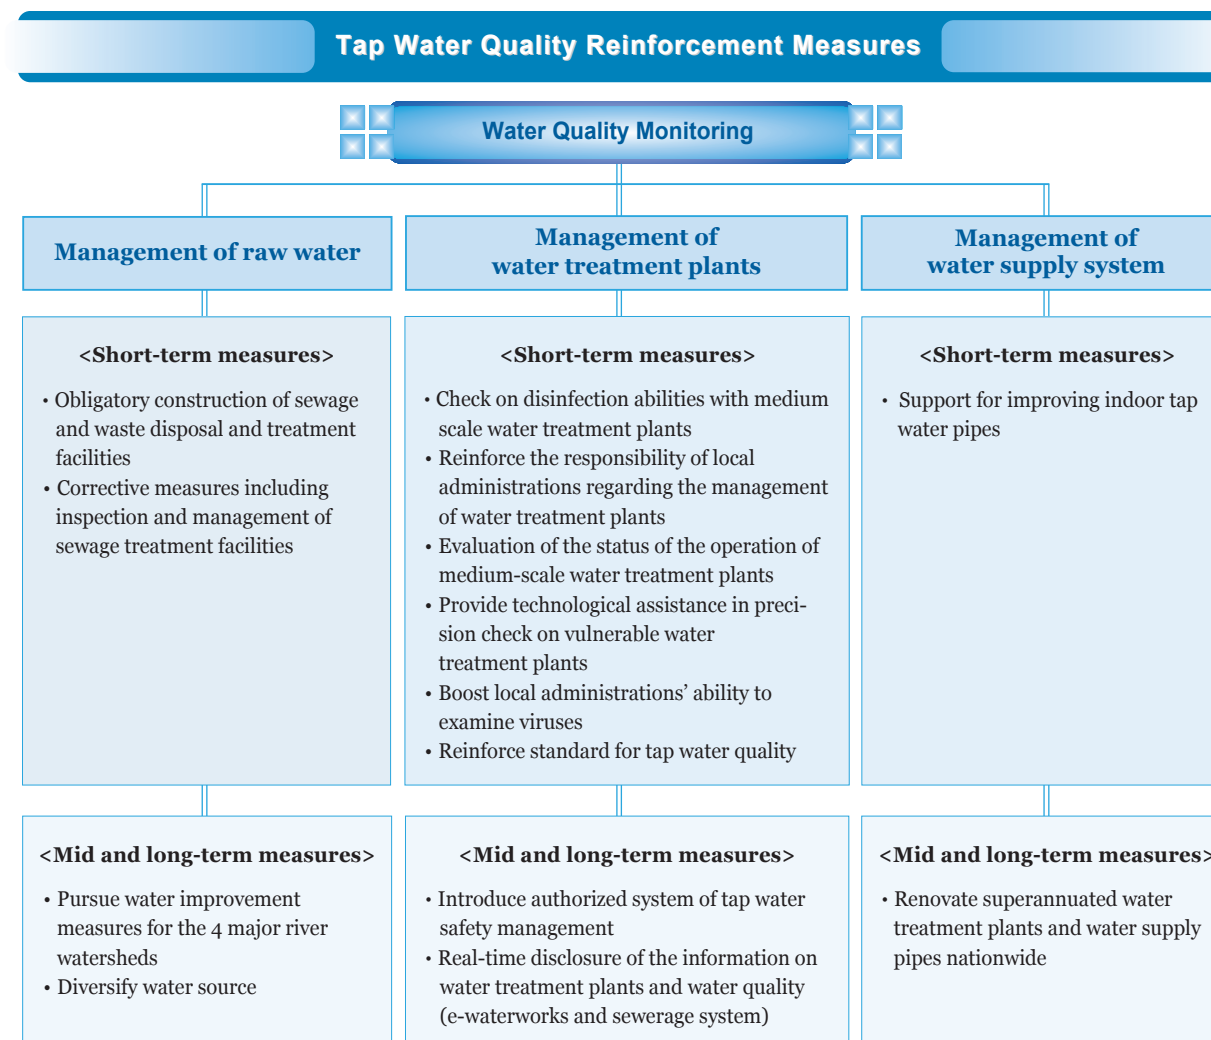 Tap Water Quality Reinforcement Measures
Water Quality Monitoring
Management of raw water
Management of
water treatment plants
Management of
water supply system
<Short-term measures>
• Obligatory construction of sewage
and waste disposal and treatment
facilities
• Corrective measures including
inspection and management of
sewage treatment facilities
<Short-term measures>
• Check on disinfection abilities with medium
scale water treatment plants
• Reinforce the responsibility of local
administrations regarding the management
of water treatment plants
• Evaluation of the status of the operation of
medium-scale water treatment plants
• Provide technological assistance in preci-
sion check on vulnerable water
treatment plants
• Boost local administrations’ ability to
examine viruses
• Reinforce standard for tap water quality
<Short-term measures>
• Support for improving indoor tap
water pipes
<Mid and long-term measures>
• Pursue water improvement
measures for the 4 major river
watersheds
• Diversify water source
<Mid and long-term measures>
• Introduce authorized system of tap water
safety management
• Real-time disclosure of the information on
water treatment plants and water quality
(e-waterworks and sewerage system)
<Mid and long-term measures>
• Renovate superannuated water
treatment plants and water supply
pipes nationwide